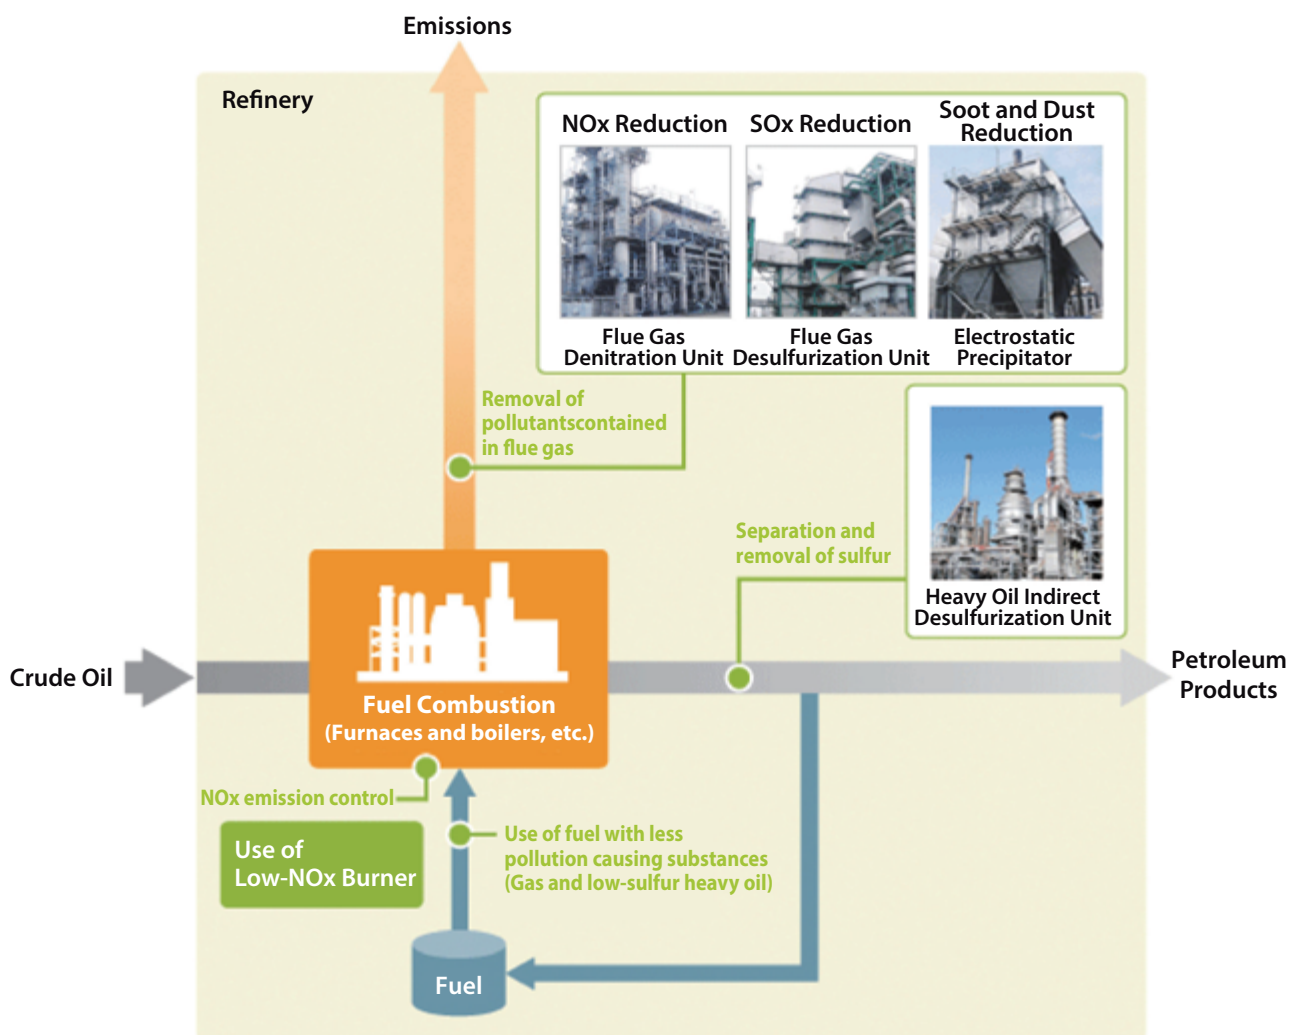 Emissions
Refinery
NOx Reduction
SOx Reduction
Soot and Dust
Reduction
Flue Gas
Denitration Unit
Flue Gas
Desulfurization Unit
Electrostatic
Precipitator
Removal of
pollutantscontained
in flue gas
Separation and
removal of sulfur
Heavy Oil Indirect
Desulfurization Unit
Crude Oil
Fuel Combustion
(Furnaces and boilers, etc.)
Petroleum
Products
NOx emission control
Use of
Low-NOx Burner
Use of fuel with less
pollution causing substances
(Gas and low-sulfur heavy oil)
Fuel